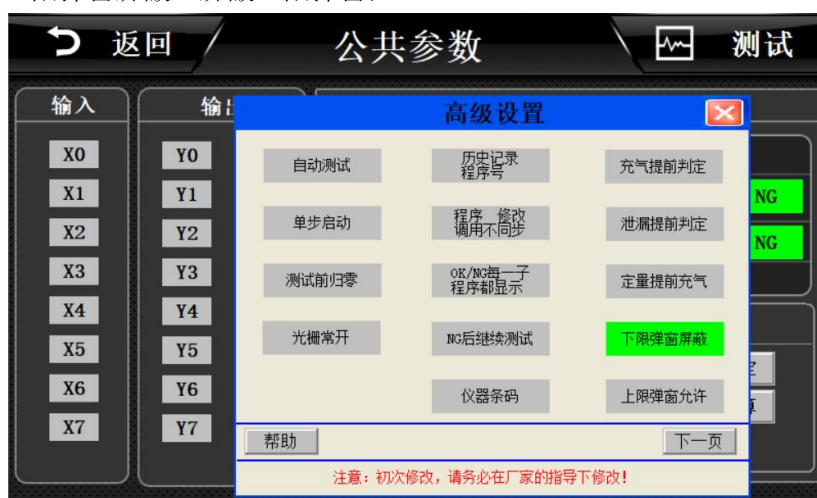 返回
公共参数
测试
输入
X0
X1
X2
X3
X4
X5
X6
X7
Y0
Y1
Y2
Y3
Y4
Y5
Y6
Y7
NG
NG
高级设置
自动测试
历史记录
程序号
充气提前判定
单步启动
程序 修改
调用不同步
泄漏提前判定
测试前归零
OK/NG每一子
程序都显示
定量提前充气
光栅常开
NG后继续测试
下限弹窗屏蔽
仪器条码
上限弹窗允许
帮助
下一页
注意：初次修改，请务必在厂家的指导下修改！